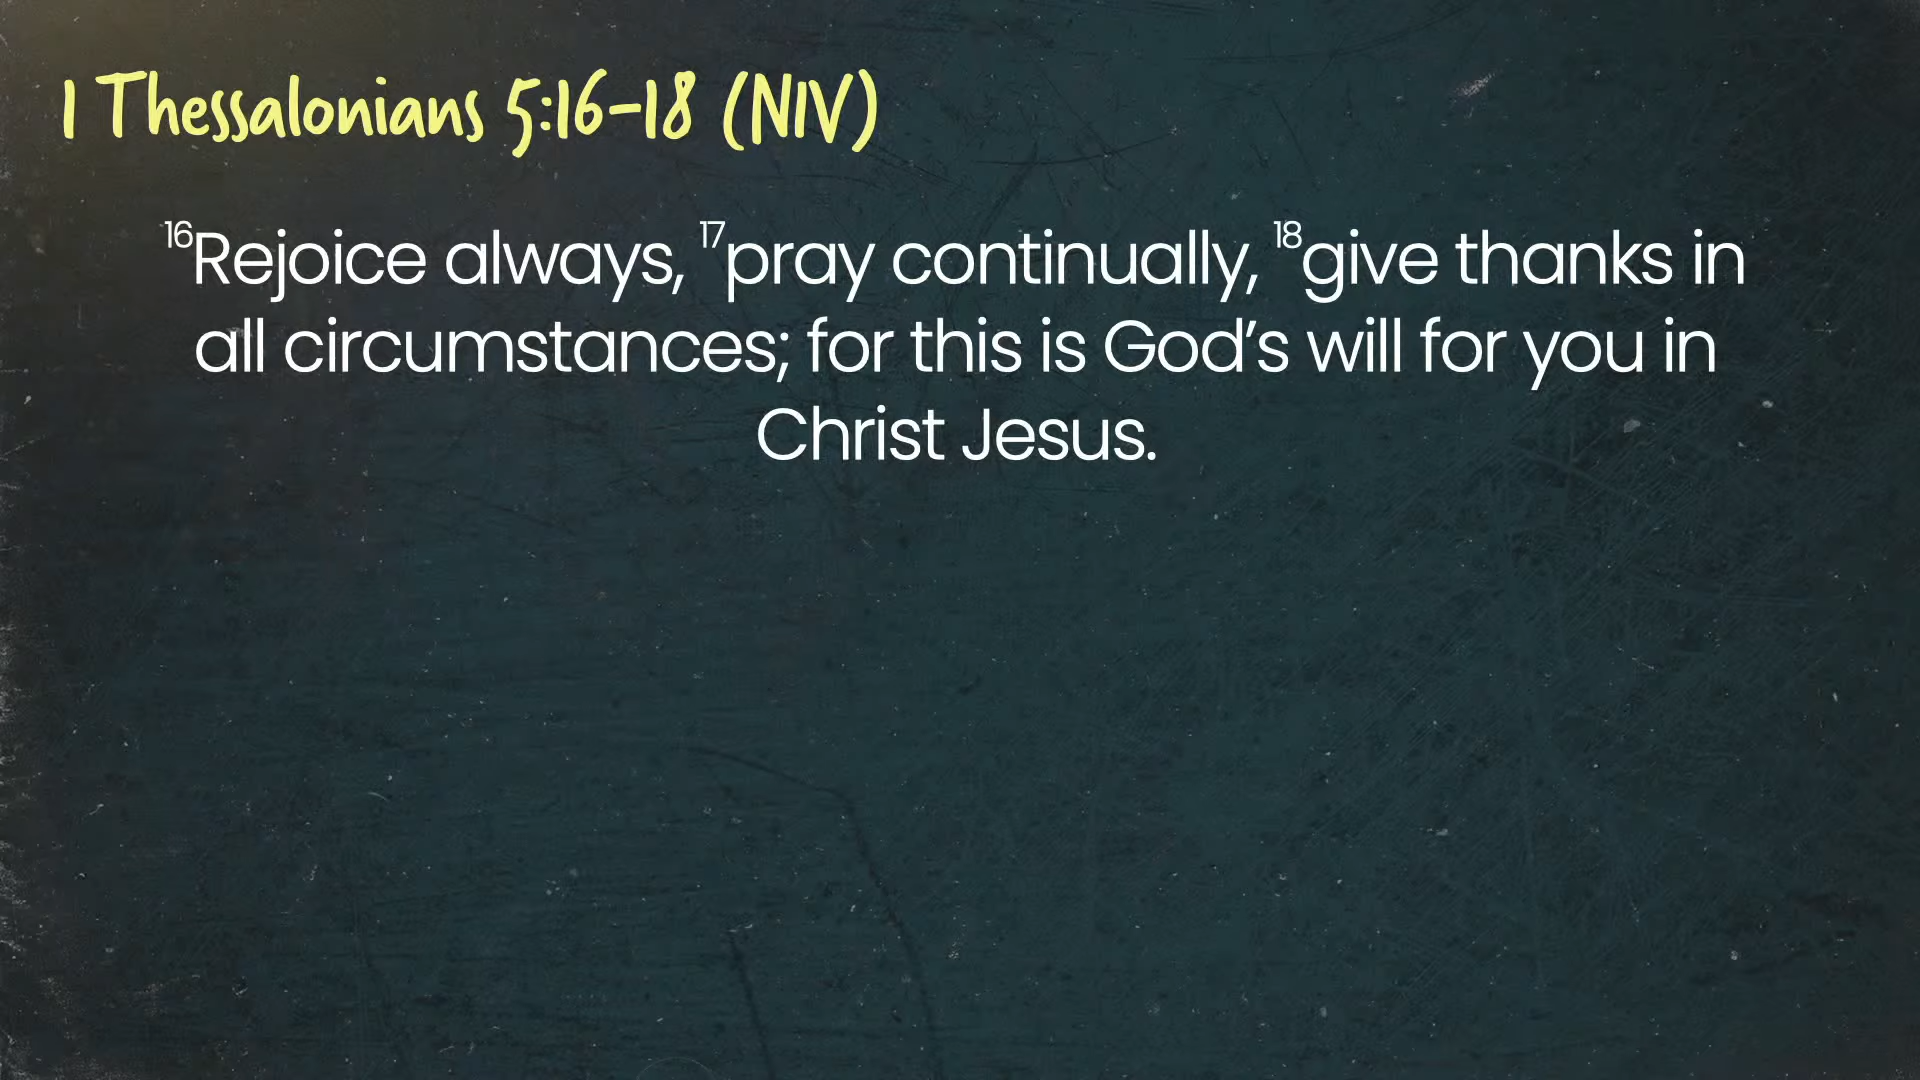 1 Thessalonians 5:16-18 (NIV)
16Rejoice always, 17pray continually, 18give thanks in
all circumstances; for this is God’s will for you in
Christ Jesus.